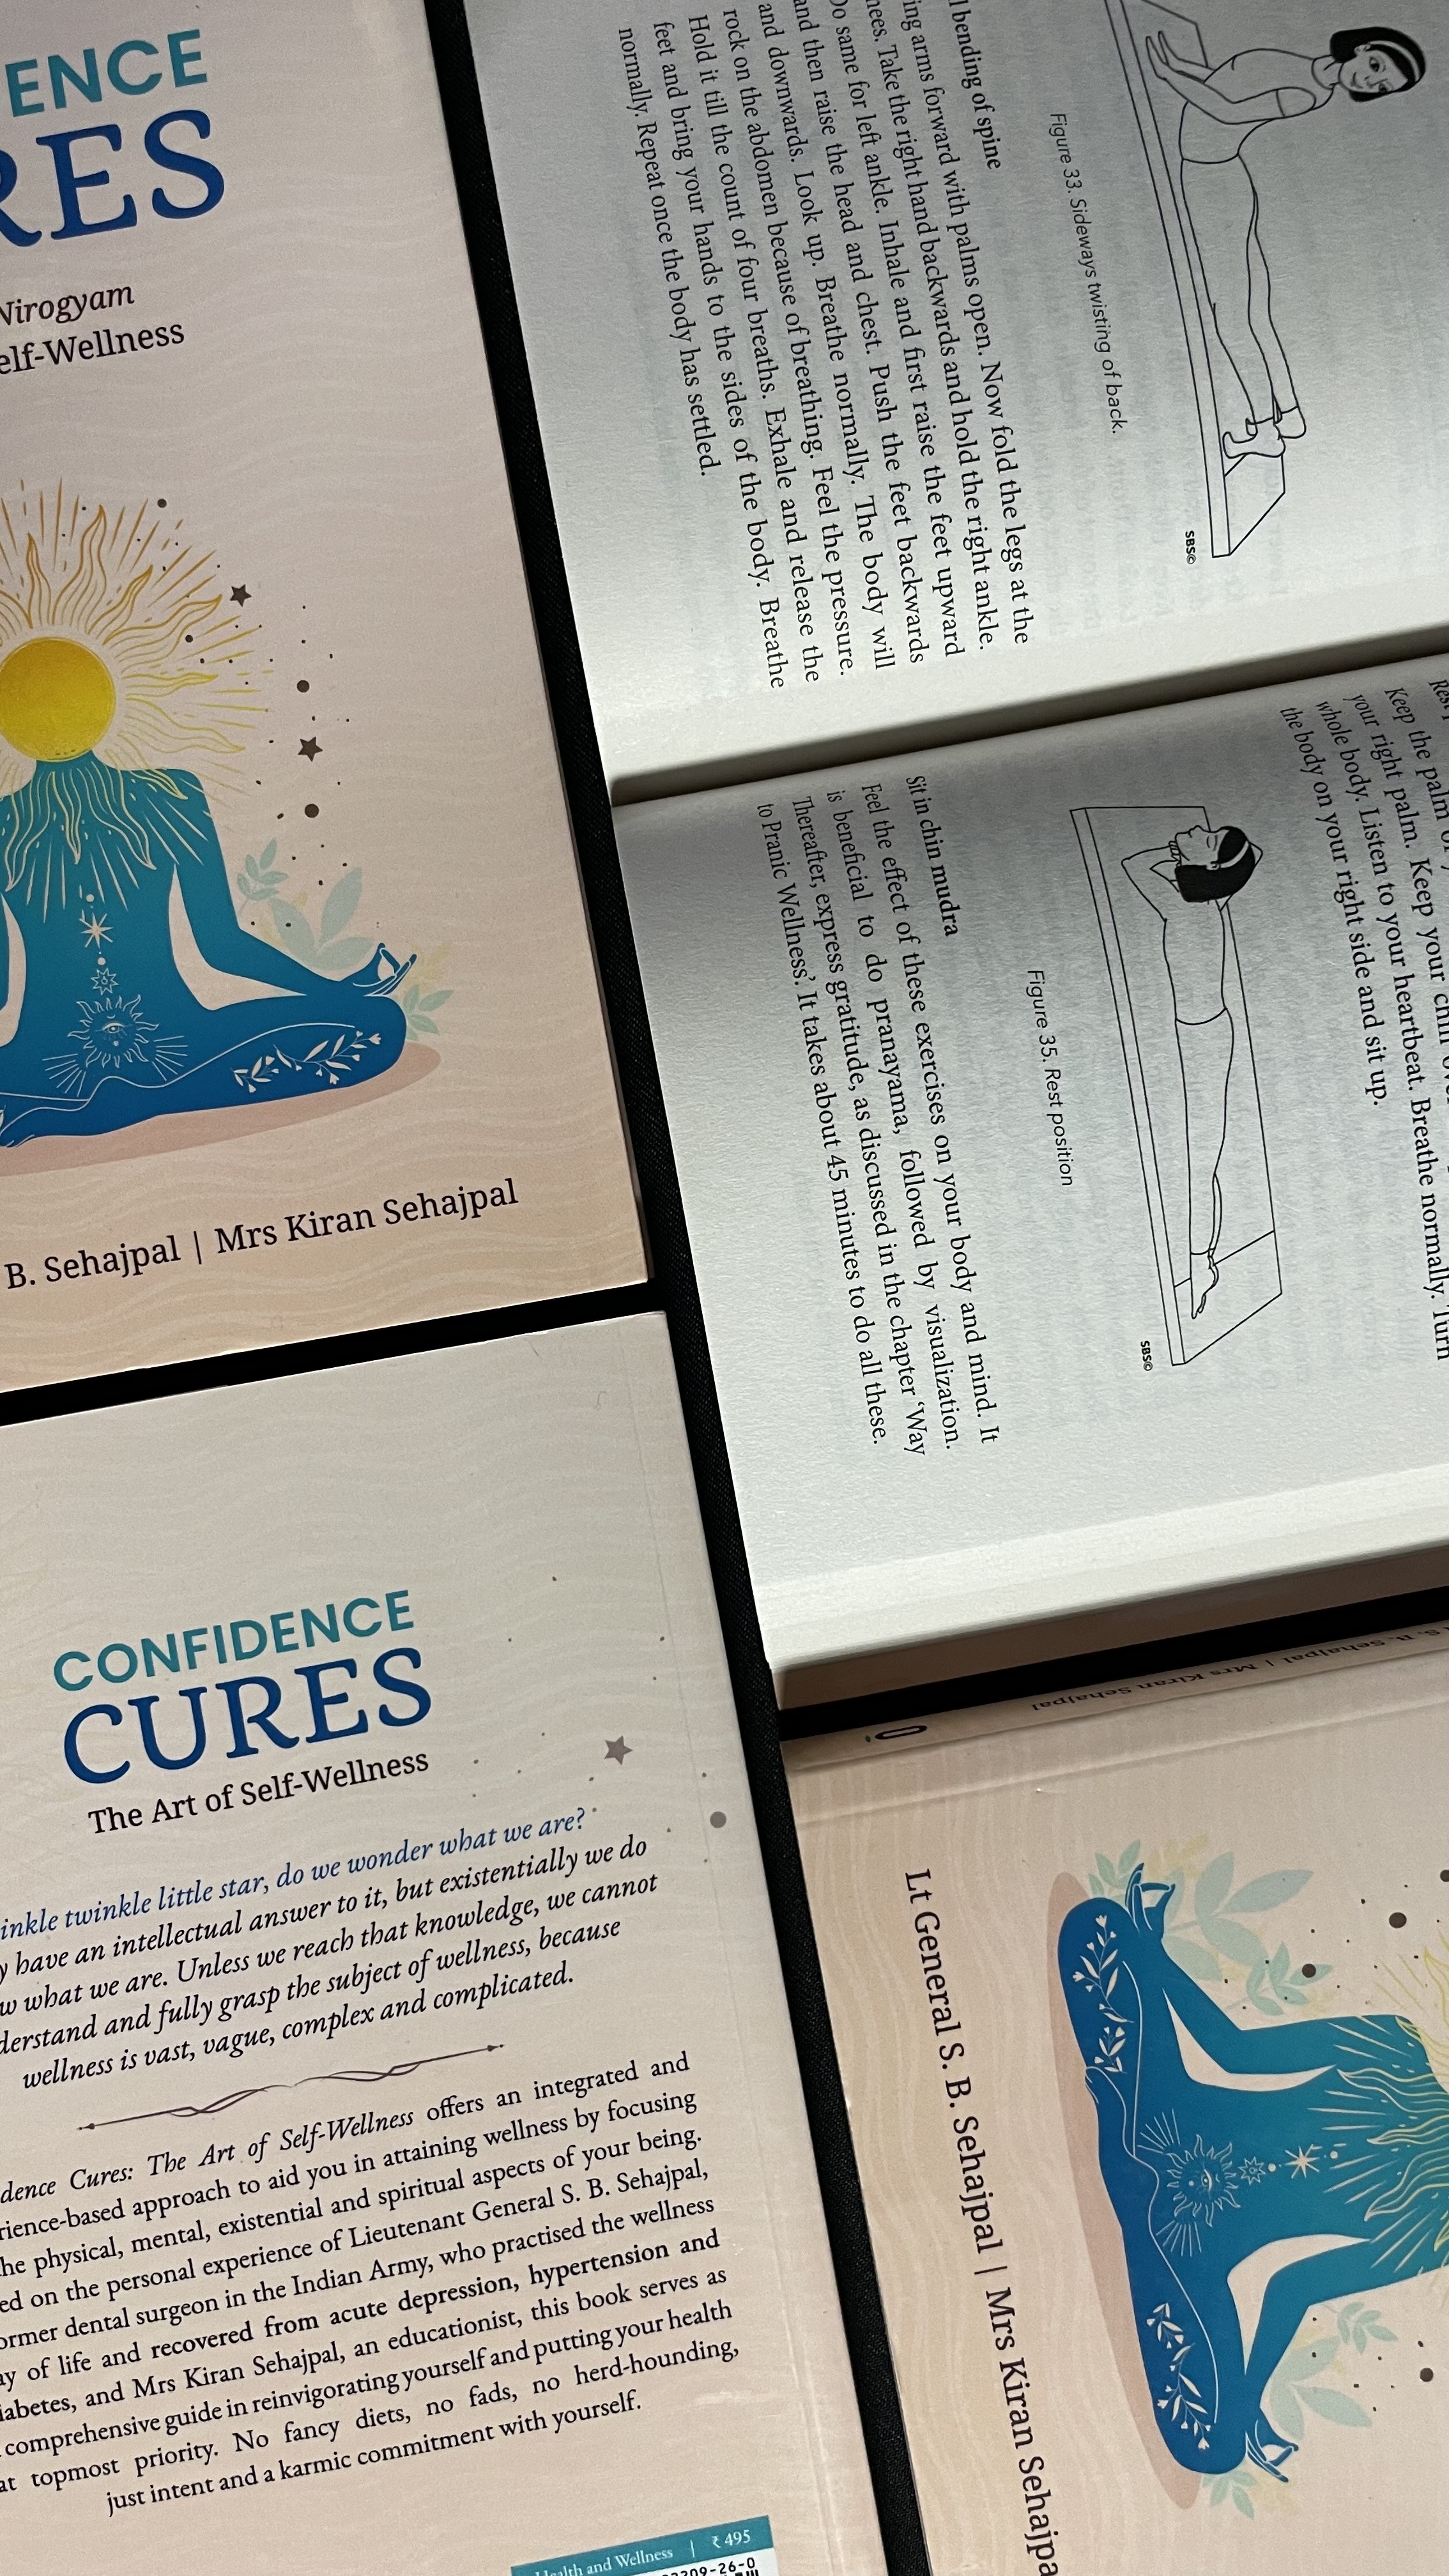 ENCE
RES
Nirogyam
elf-Wellness
B. Sehajpal | Mrs Kiran Sehajpal
Figure 33. Sideways twisting of back.
SBS©
bending of spine
ing arms forward with palms open. Now fold the legs at the
nees. Take the right hand backwards and hold the right ankle.
Do same for left ankle. Inhale and first raise the feet upward
and then raise the head and chest. Push the feet backwards
and downwards. Look up. Breathe normally. The body will
rock on the abdomen because of breathing. Feel the pressure.
Hold it till the count of four breaths. Exhale and release the
feet and bring your hands to the sides of the body. Breathe
normally. Repeat once the body has settled.
Keep the palm
your right palm. Keep your chin
whole body. Listen to your heartbeat. Breathe normally. Turn
the body on your right side and sit up.
SBS©
Figure 35. Rest position
Sit in chin mudra
Feel the effect of these exercises on your body and mind. It
is beneficial to do pranayama, followed by visualization.
Thereafter, express gratitude, as discussed in the chapter ‘Way
to Pranic Wellness’. It takes about 45 minutes to do all these.
CONFIDENCE
CURES
The Art of Self-Wellness
inkle twinkle little star, do we wonder what we are?
y have an intellectual answer to it, but existentially we do
w what we are. Unless we reach that knowledge, we cannot
derstand and fully grasp the subject of wellness, because
wellness is vast, vague, complex and complicated.
dence Cures: The Art of Self-Wellness offers an integrated and
rience-based approach to aid you in attaining wellness by focusing
he physical, mental, existential and spiritual aspects of your being.
ed on the personal experience of Lieutenant General S. B. Sehajpal,
ormer dental surgeon in the Indian Army, who practised the wellness
ay of life and recovered from acute depression, hypertension and
iabetes, and Mrs Kiran Sehajpal, an educationist, this book serves as
comprehensive guide in reinvigorating yourself and putting your health
at topmost priority. No fancy diets, no fads, no herd-hounding,
just intent and a karmic commitment with yourself.
Health and Wellness | ₹ 495
209-26-0
S. B. Sehajpal | Mrs Kiran Sehajpal
Lt General S. B. Sehajpal | Mrs Kiran Sehajpa